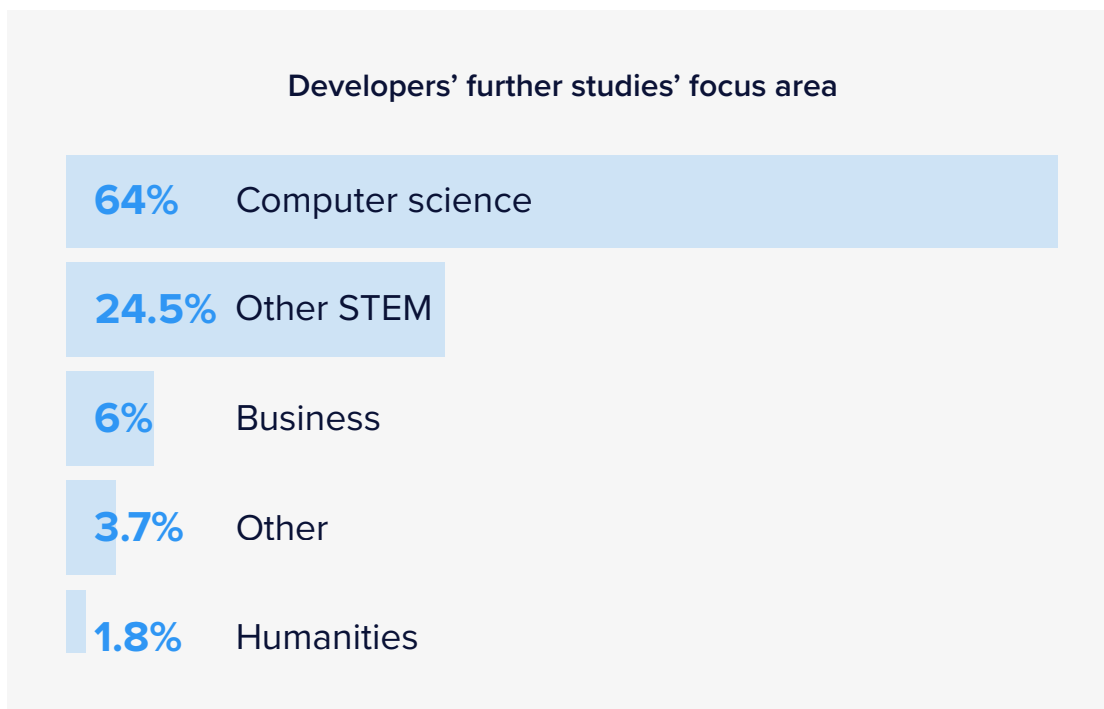 Developers’ further studies’ focus area
64% Computer science
24.5% Other STEM
6% Business
3.7% Other
1.8% Humanities